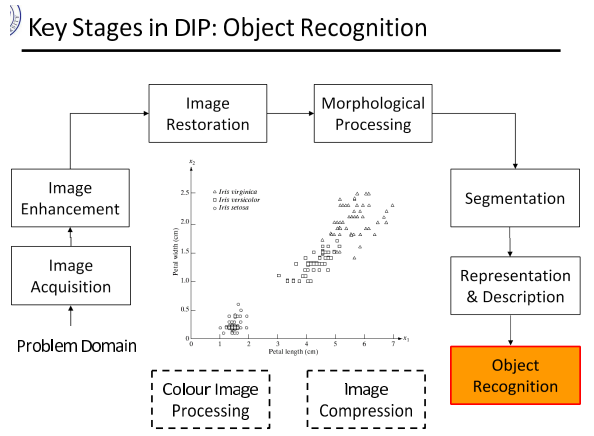 Key Stages in DIP: Object Recognition
Image
Restoration
Morphological
Processing
Image
Enhancement
Segmentation
Image
Acquisition
Representation
& Description
Problem Domain
Object
Recognition
x₂
Iris virginica
Iris versicolor
Iris setosa
2.5
2.0
1.5
1.0
0.5
0
Petal width (cm)
0 1 2 3 4 5 6 7
x₁
Petal length (cm)
Colour Image
Processing
Image
Compression